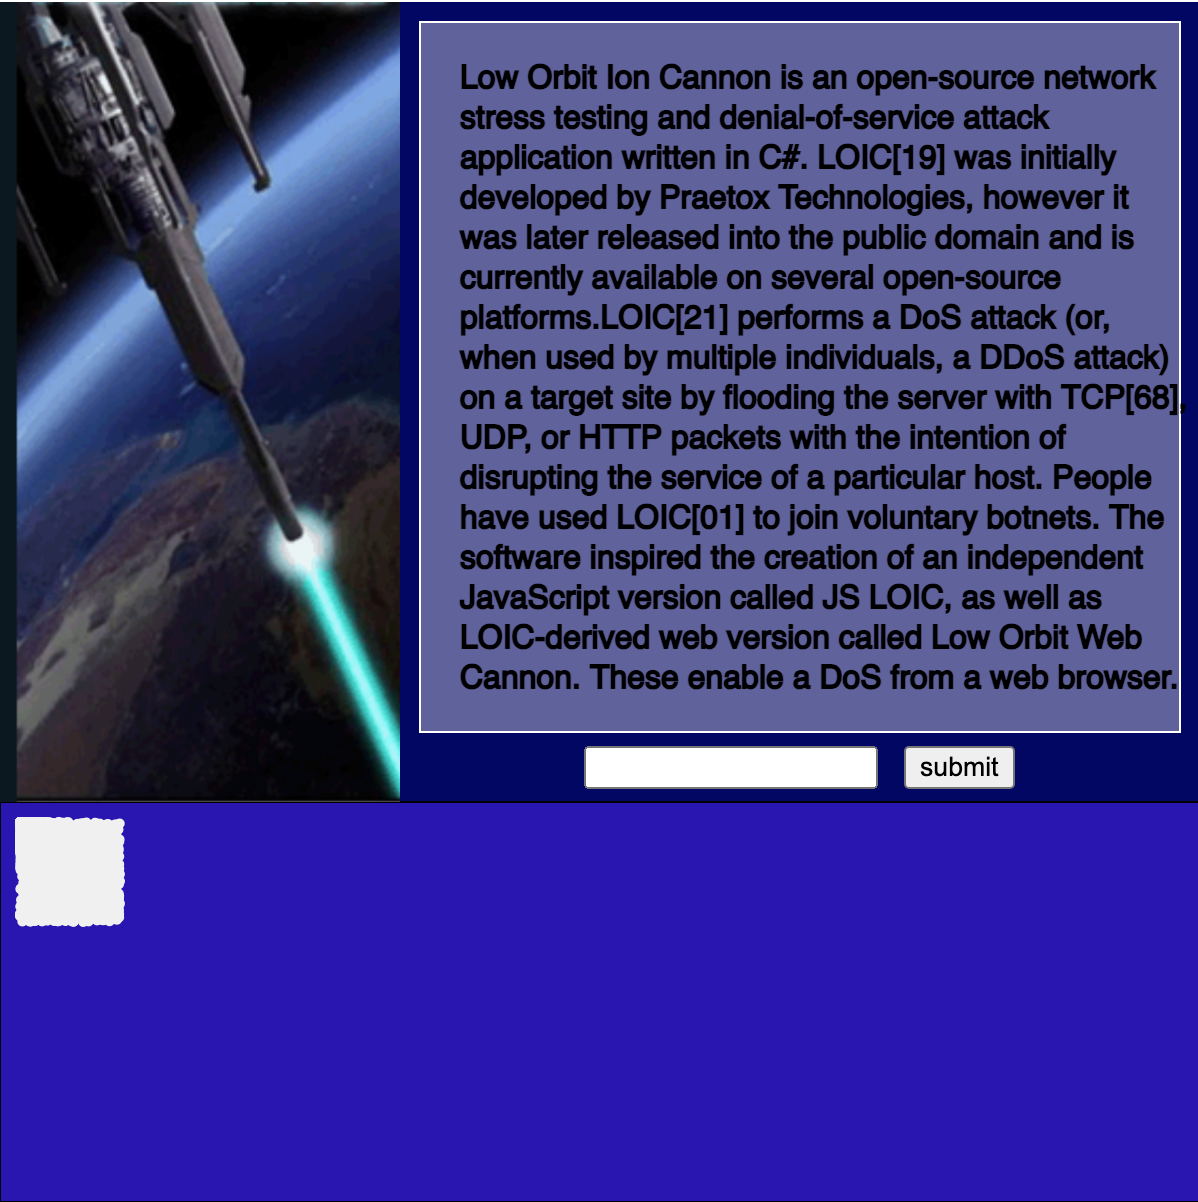 Low Orbit Ion Cannon is an open-source network
stress testing and denial-of-service attack
application written in C#. LOIC[19] was initially
developed by Praetox Technologies, however it
was later released into the public domain and is
currently available on several open-source
platforms.LOIC[21] performs a DoS attack (or,
when used by multiple individuals, a DDoS attack)
on a target site by flooding the server with TCP[68],
UDP, or HTTP packets with the intention of
disrupting the service of a particular host. People
have used LOIC[01] to join voluntary botnets. The
software inspired the creation of an independent
JavaScript version called JS LOIC, as well as
LOIC-derived web version called Low Orbit Web
Cannon. These enable a DoS from a web browser.
submit